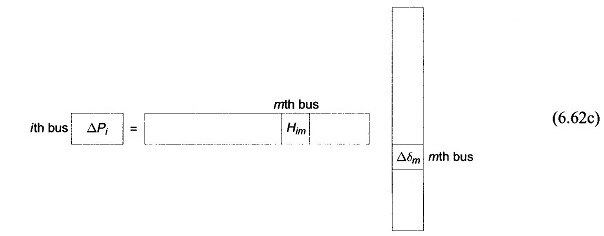 mth bus
ith bus ΔPᵢ = Hᵢₘ
(6.62c)
Δδₘ mth bus